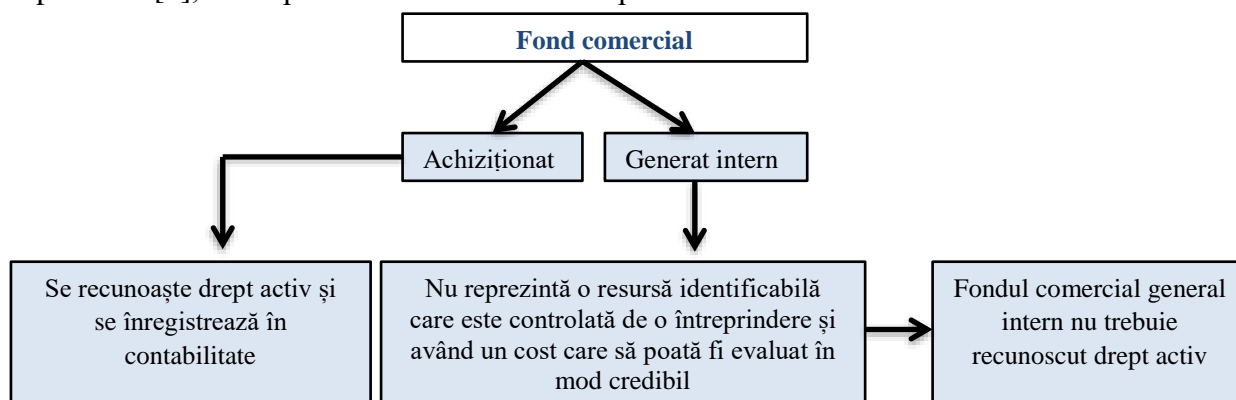 Fond comercial
Achiziționat
Generat intern
Se recunoaște drept activ și
se înregistrează în
contabilitate
Nu reprezintă o resursă identificabilă
care este controlată de o întreprindere și
având un cost care să poată fi evaluat în
mod credibil
Fondul comercial general
intern nu trebuie
recunoscut drept activ